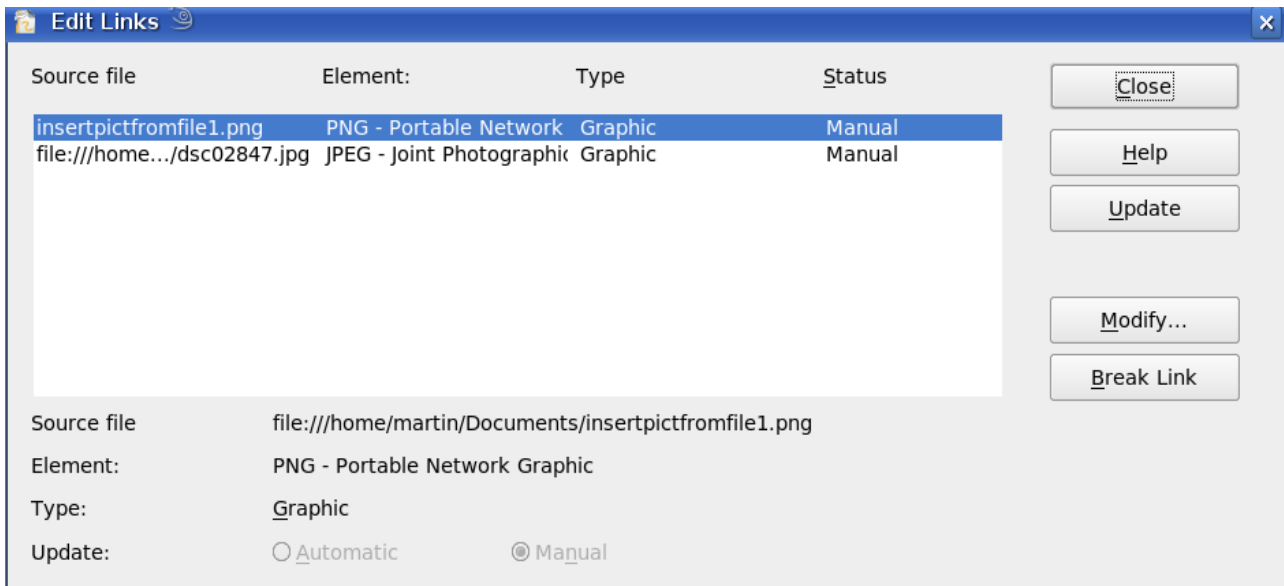 Edit Links
Source file Element: Type Status
insertpictfromfile1.png PNG - Portable Network Graphic Manual
file:///home.../dsc02847.jpg JPEG - Joint Photographic Graphic Manual
Close
Help
Update
Modify...
Break Link
Source file file:///home/martin/Documents/insertpictfromfile1.png
Element: PNG - Portable Network Graphic
Type: Graphic
Update: Automatic Manual